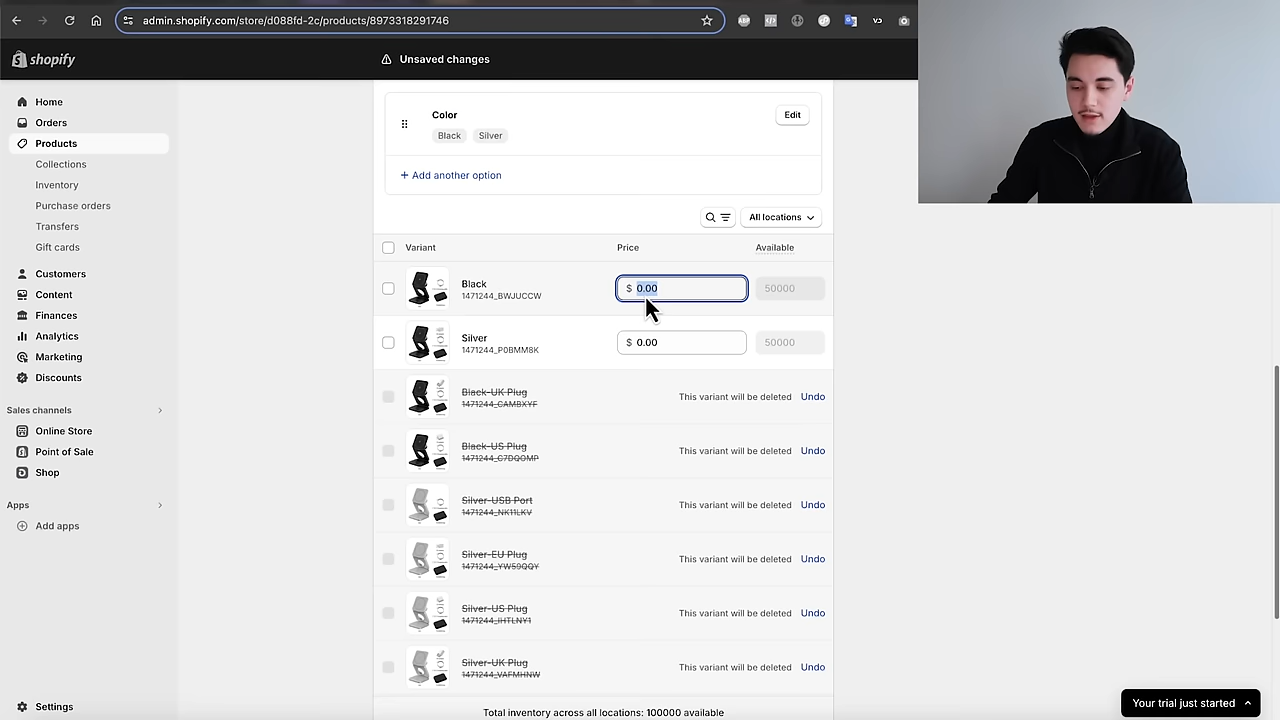 admin.shopify.com/store/d088fd-2c/products/8973318291746
shopify
Unsaved changes
Home
Orders
Products
Collections
Inventory
Purchase orders
Transfers
Gift cards
Customers
Content
Finances
Analytics
Marketing
Discounts
Sales channels
Online Store
Point of Sale
Shop
Apps
Add apps
Settings
Color
Edit
Black Silver
+ Add another option
All locations
Variant Price Available
Black
1471244_BWJUCCW
$ 0.00 50000
Silver
1471244_P0BMM8K
$ 0.00 50000
Black-UK Plug
1471244_CAMBXYF
This variant will be deleted Undo
Black-US Plug
1471244_C7DQOMP
This variant will be deleted Undo
Silver-USB Port
1471244_NK11LKV
This variant will be deleted Undo
Silver-EU Plug
1471244_YW59QQY
This variant will be deleted Undo
Silver-US Plug
1471244_IHTLNY1
This variant will be deleted Undo
Silver-UK Plug
1471244_VAFMHNW
This variant will be deleted Undo
Total inventory across all locations: 100000 available
Your trial just started